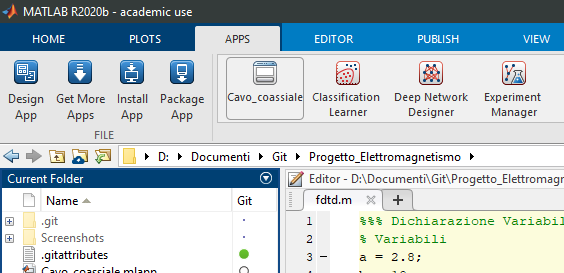 MATLAB R2020b - academic use
HOME PLOTS APPS EDITOR PUBLISH VIEW
Design App
Get More Apps
Install App
Package App
Cavo_coassiale
Classification Learner
Deep Network Designer
Experiment Manager
FILE
D: ▸ Documenti ▸ Git ▸ Progetto_Elettromagnetismo ▸
Current Folder
Name Git
.git
Screenshots
.gitattributes
Cavo_coassiale.mlapp
Editor - D:\Documenti\Git\Progetto_Elettromagn
fdtd.m
1 %%% Dichiarazione Variabil
2 % Variabili
3 a = 2.8;